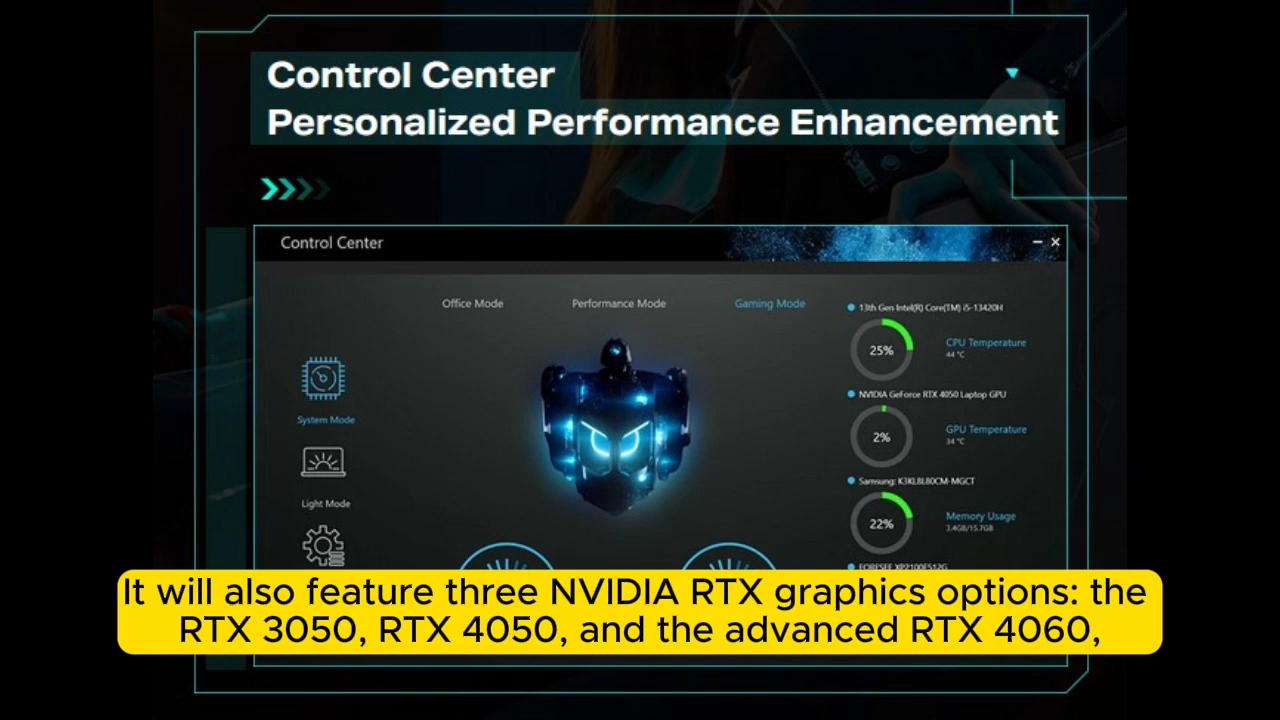 Control Center
Personalized Performance Enhancement
Control Center
Office Mode
Performance Mode
Gaming Mode
13th Gen Intel(R) Core(TM) i5-13420H
25%
CPU Temperature
44 °C
System Mode
NVIDIA GeForce RTX 4050 Laptop GPU
2%
GPU Temperature
34 °C
Samsung: K3KL8L80CM-MGCT
22%
Memory Usage
3.4GB/15.7GB
Light Mode
FORESEE XP2100F512G
It will also feature three NVIDIA RTX graphics options: the
RTX 3050, RTX 4050, and the advanced RTX 4060,